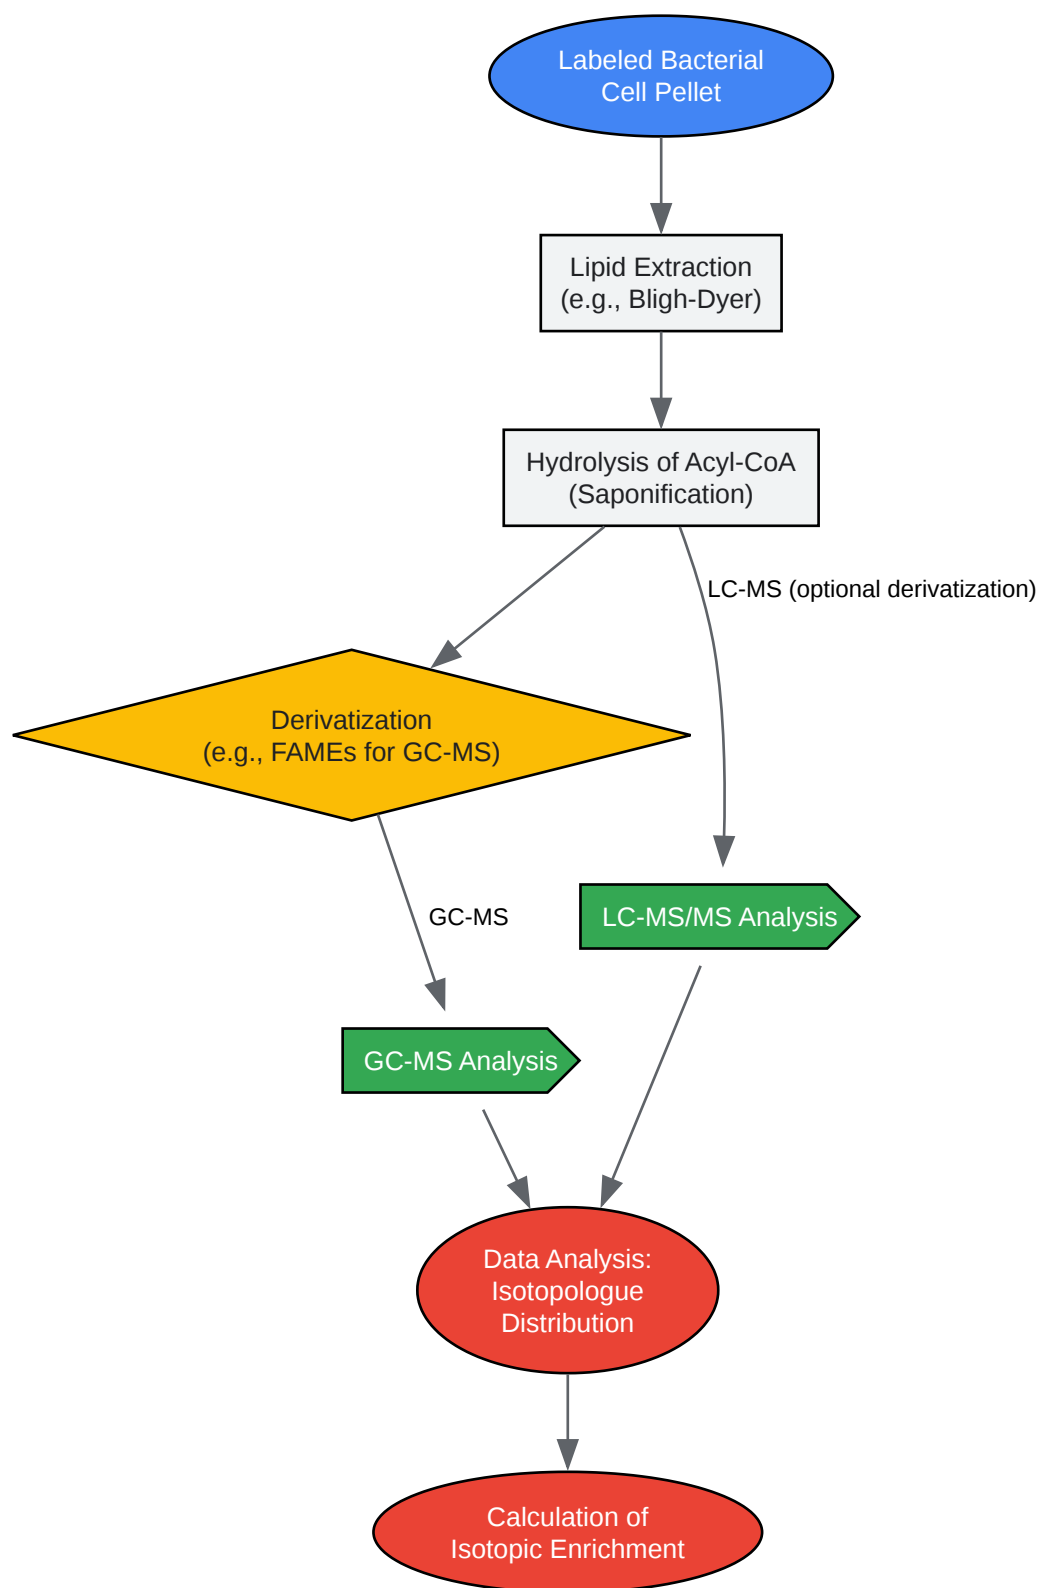 Labeled Bacterial
Cell Pellet
Lipid Extraction
(e.g., Bligh-Dyer)
Hydrolysis of Acyl-CoA
(Saponification)
LC-MS (optional derivatization)
Derivatization
(e.g., FAMEs for GC-MS)
GC-MS
LC-MS/MS Analysis
GC-MS Analysis
Data Analysis:
Isotopologue
Distribution
Calculation of
Isotopic Enrichment